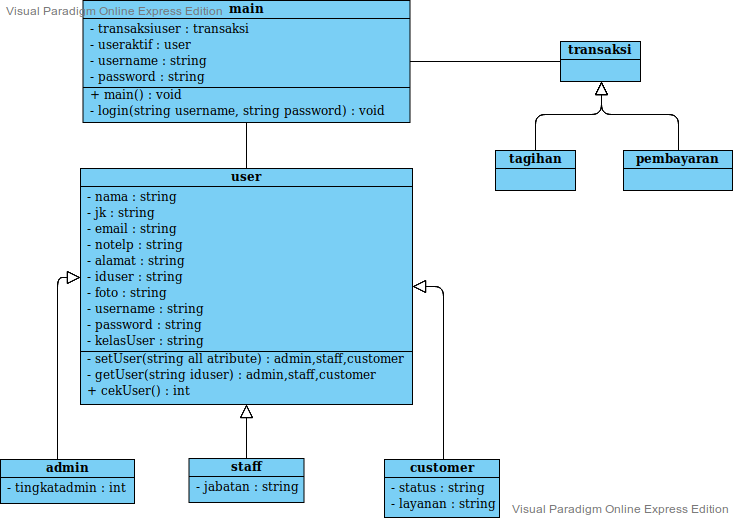 Visual Paradigm Online Express Edition
main
- transaksiuser : transaksi
- useraktif : user
- username : string
- password : string
+ main() : void
- login(string username, string password) : void
transaksi
tagihan
pembayaran
user
- nama : string
- jk : string
- email : string
- notelp : string
- alamat : string
- iduser : string
- foto : string
- username : string
- password : string
- kelasUser : string
- setUser(string all atribute) : admin,staff,customer
- getUser(string iduser) : admin,staff,customer
+ cekUser() : int
admin
- tingkatadmin : int
staff
- jabatan : string
customer
- status : string
- layanan : string
Visual Paradigm Online Express Edition